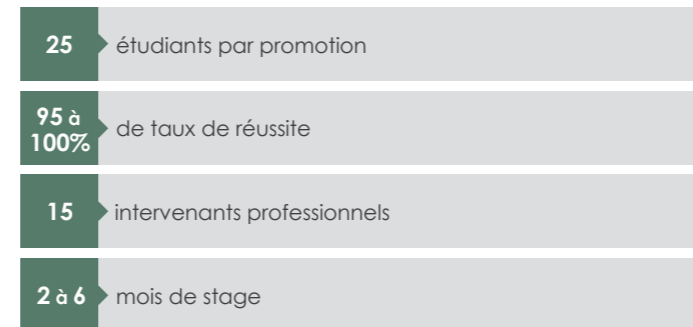 25 étudiants par promotion
95 à
100% de taux de réussite
15 intervenants professionnels
2 à 6 mois de stage